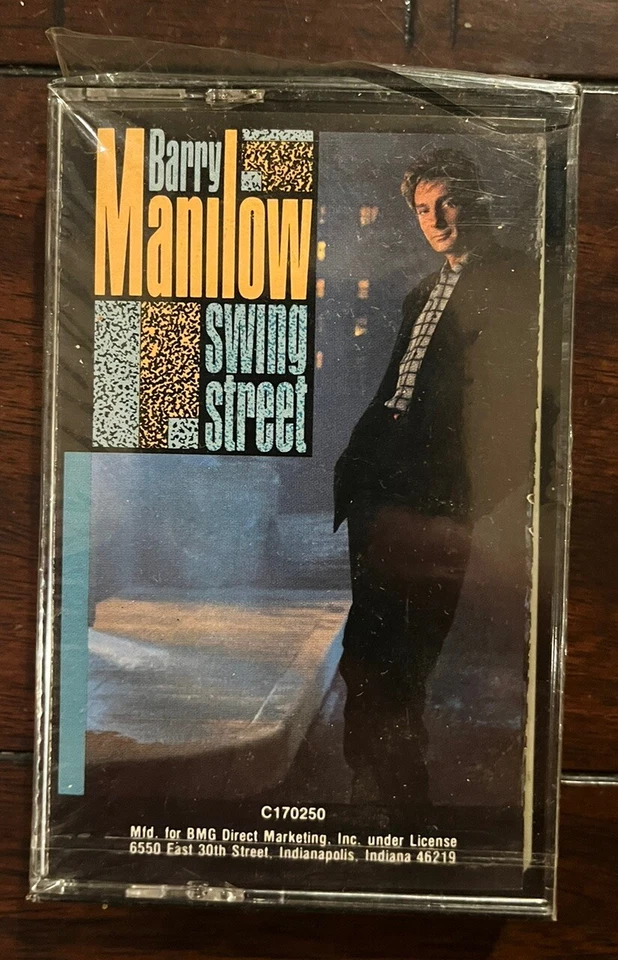 Barry
Manilow
swing
street
C170250
Mfd. for BMG Direct Marketing, Inc. under License
6550 East 30th Street, Indianapolis, Indiana 46219